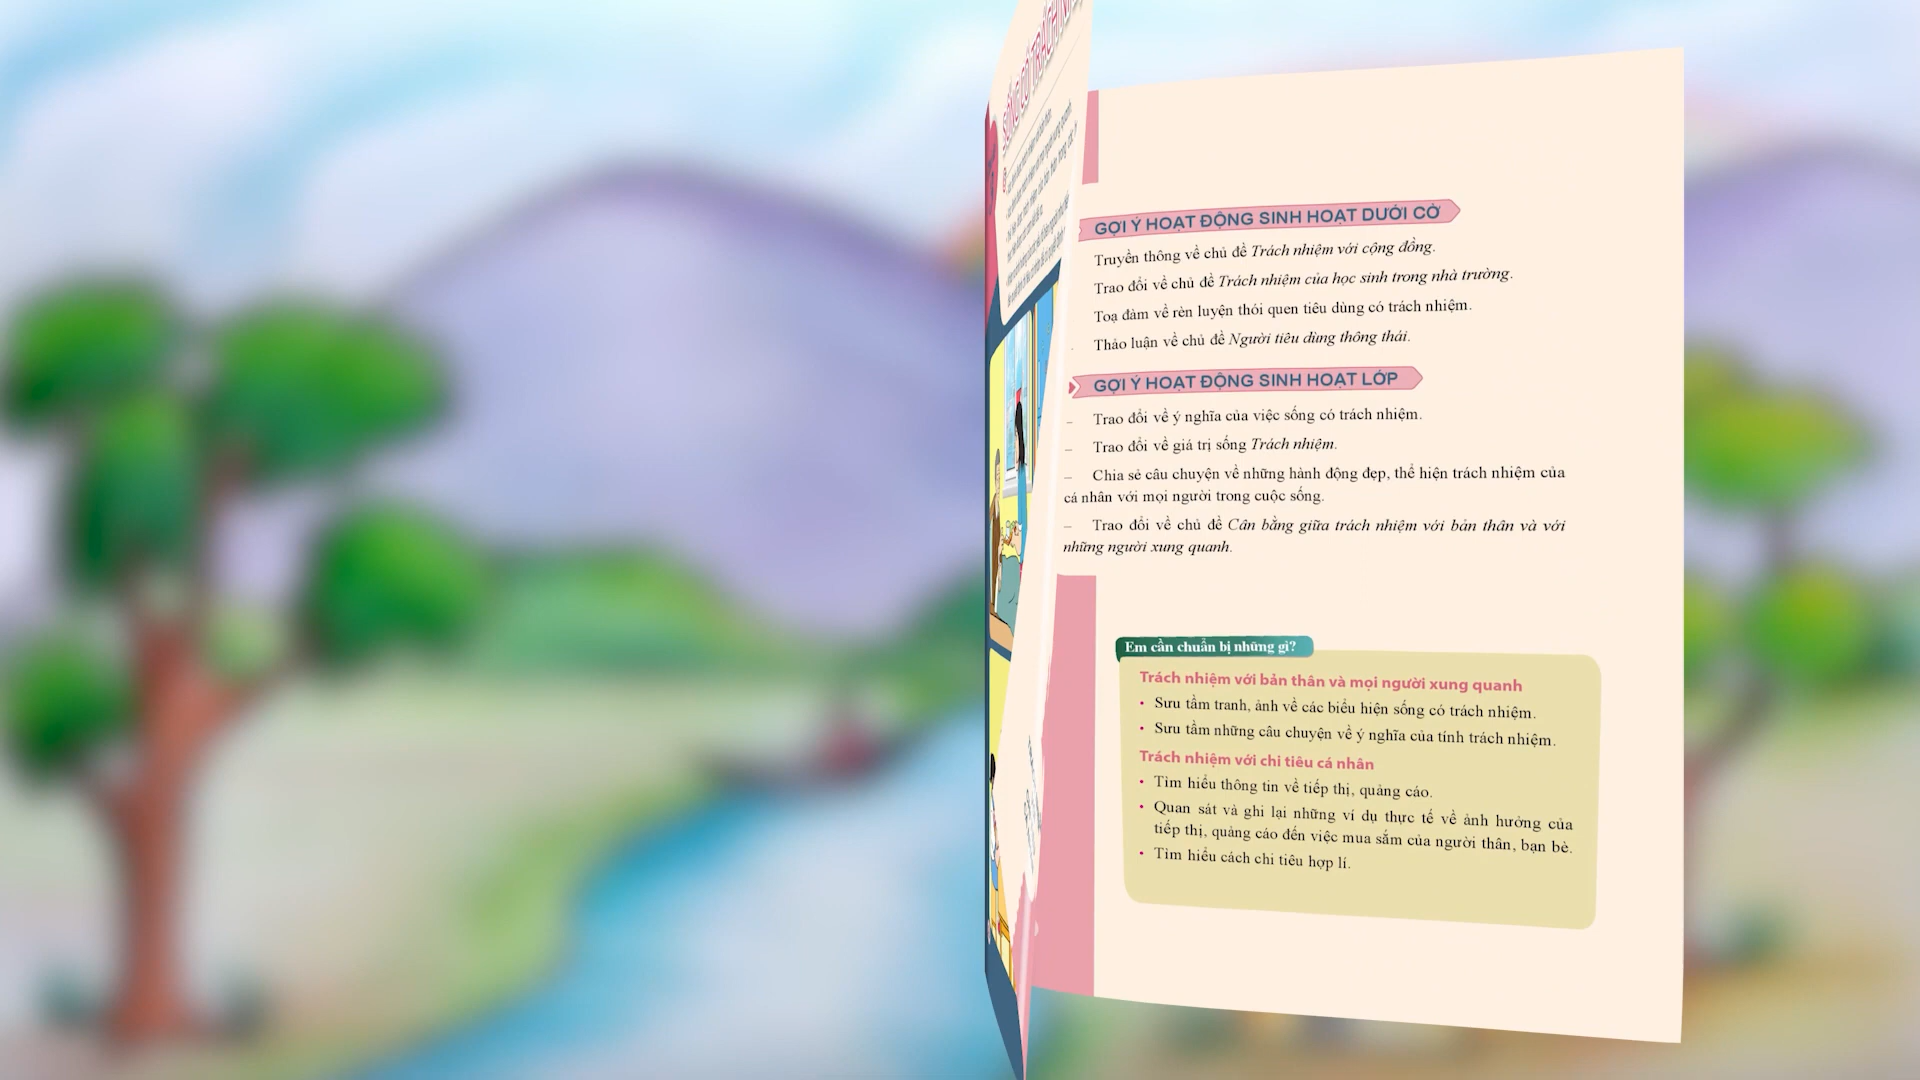 SỐNG CÓ TRÁCH
GỢI Ý HOẠT ĐỘNG SINH HOẠT DƯỚI CỜ
Truyền thông về chủ đề Trách nhiệm với cộng đồng.
Trao đổi về chủ đề Trách nhiệm của học sinh trong nhà trường.
Toạ đàm về rèn luyện thói quen tiêu dùng có trách nhiệm.
Thảo luận về chủ đề Người tiêu dùng thông thái.
GỢI Ý HOẠT ĐỘNG SINH HOẠT LỚP
– Trao đổi về ý nghĩa của việc sống có trách nhiệm.
– Trao đổi về giá trị sống Trách nhiệm.
– Chia sẻ câu chuyện về những hành động đẹp, thể hiện trách nhiệm của
cá nhân với mọi người trong cuộc sống.
– Trao đổi về chủ đề Cân bằng giữa trách nhiệm với bản thân và với
những người xung quanh.
Em cần chuẩn bị những gì?
Trách nhiệm với bản thân và mọi người xung quanh
• Sưu tầm tranh, ảnh về các biểu hiện sống có trách nhiệm.
• Sưu tầm những câu chuyện về ý nghĩa của tính trách nhiệm.
Trách nhiệm với chi tiêu cá nhân
• Tìm hiểu thông tin về tiếp thị, quảng cáo.
• Quan sát và ghi lại những ví dụ thực tế về ảnh hưởng của
tiếp thị, quảng cáo đến việc mua sắm của người thân, bạn bè.
• Tìm hiểu cách chi tiêu hợp lí.